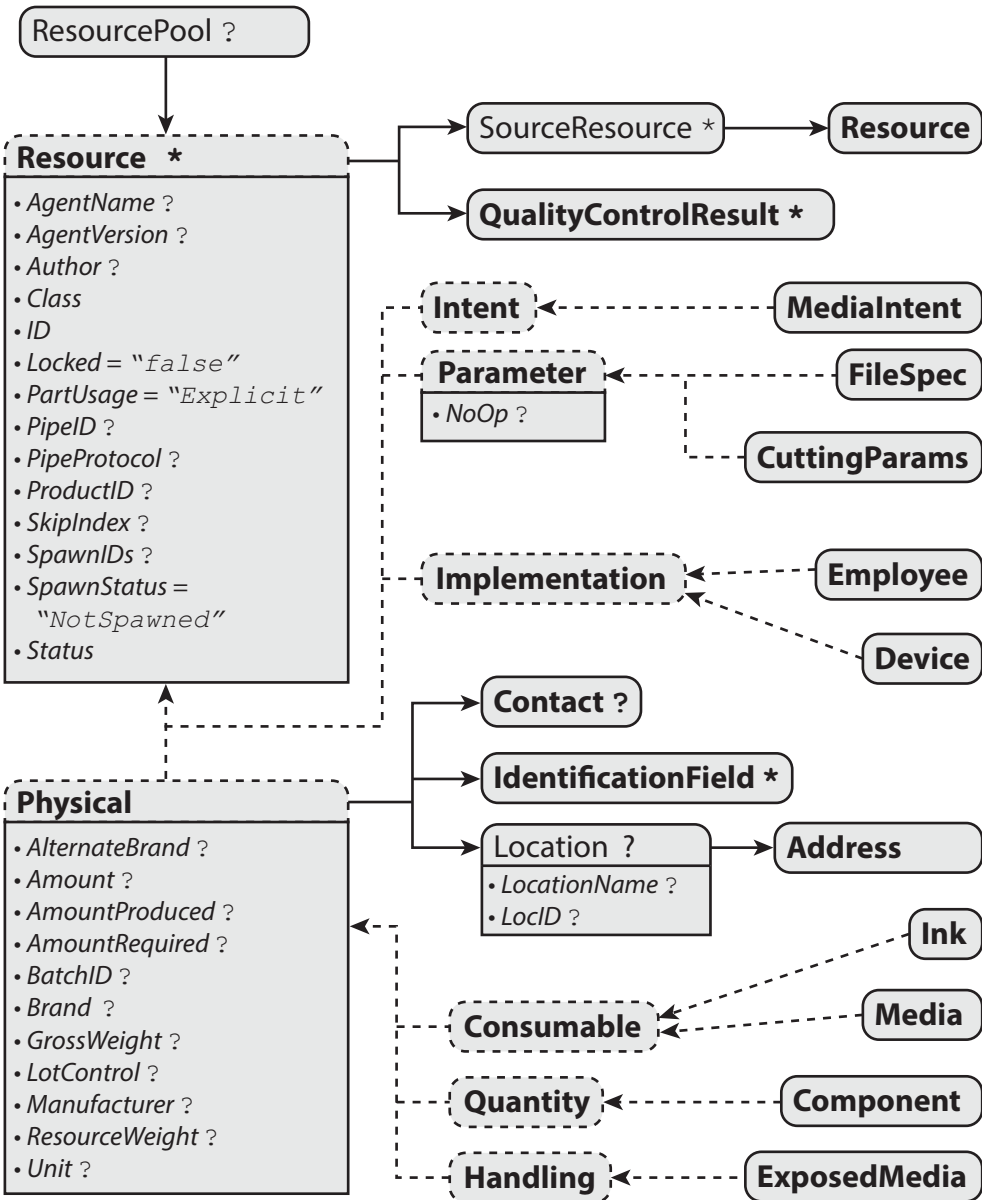 ResourcePool ?
Resource *
• AgentName ?
• AgentVersion ?
• Author ?
• Class
• ID
• Locked = “false”
• PartUsage = “Explicit”
• PipeID ?
• PipeProtocol ?
• ProductID ?
• SkipIndex ?
• SpawnIDs ?
• SpawnStatus =
“NotSpawned”
• Status
SourceResource *
Resource
QualityControlResult *
Intent
MediaIntent
Parameter
• NoOp ?
FileSpec
CuttingParams
Implementation
Employee
Device
Physical
• AlternateBrand ?
• Amount ?
• AmountProduced ?
• AmountRequired ?
• BatchID ?
• Brand ?
• GrossWeight ?
• LotControl ?
• Manufacturer ?
• ResourceWeight ?
• Unit ?
Contact ?
IdentificationField *
Location ?
• LocationName ?
• LocID ?
Address
Consumable
Ink
Media
Quantity
Component
Handling
ExposedMedia